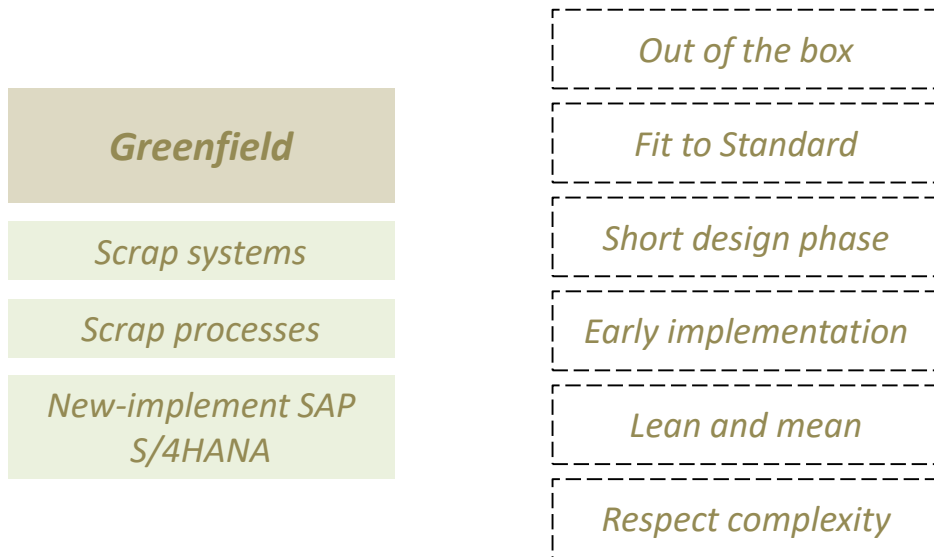 Greenfield
Scrap systems
Scrap processes
New-implement SAP
S/4HANA
Out of the box
Fit to Standard
Short design phase
Early implementation
Lean and mean
Respect complexity